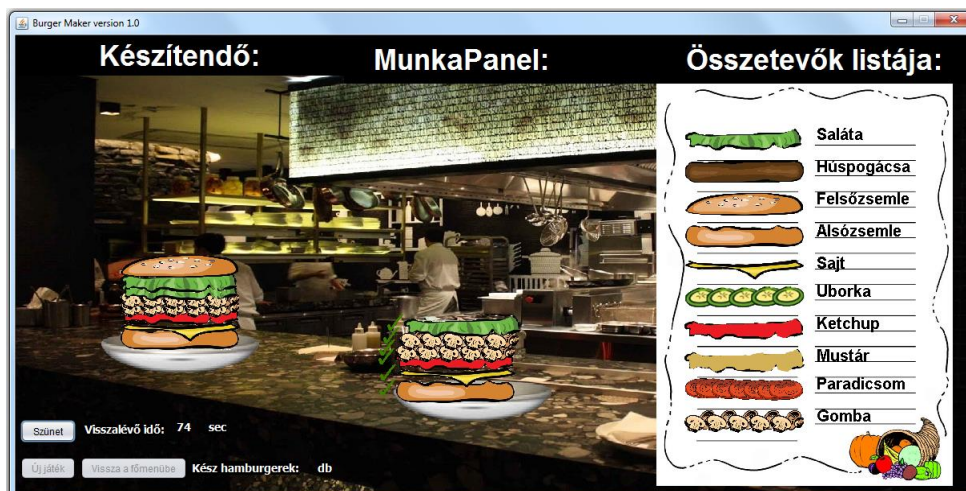 Burger Maker version 1.0
Készítendő:
MunkaPanel:
Összetevők listája:
Saláta
Húspogácsa
Felsőzsemle
Alsózsemle
Sajt
Uborka
Ketchup
Mustár
Paradicsom
Gomba
Szünet Visszalévő idő: 74 sec
Új játék Vissza a főmenübe Kész hamburgerek: db